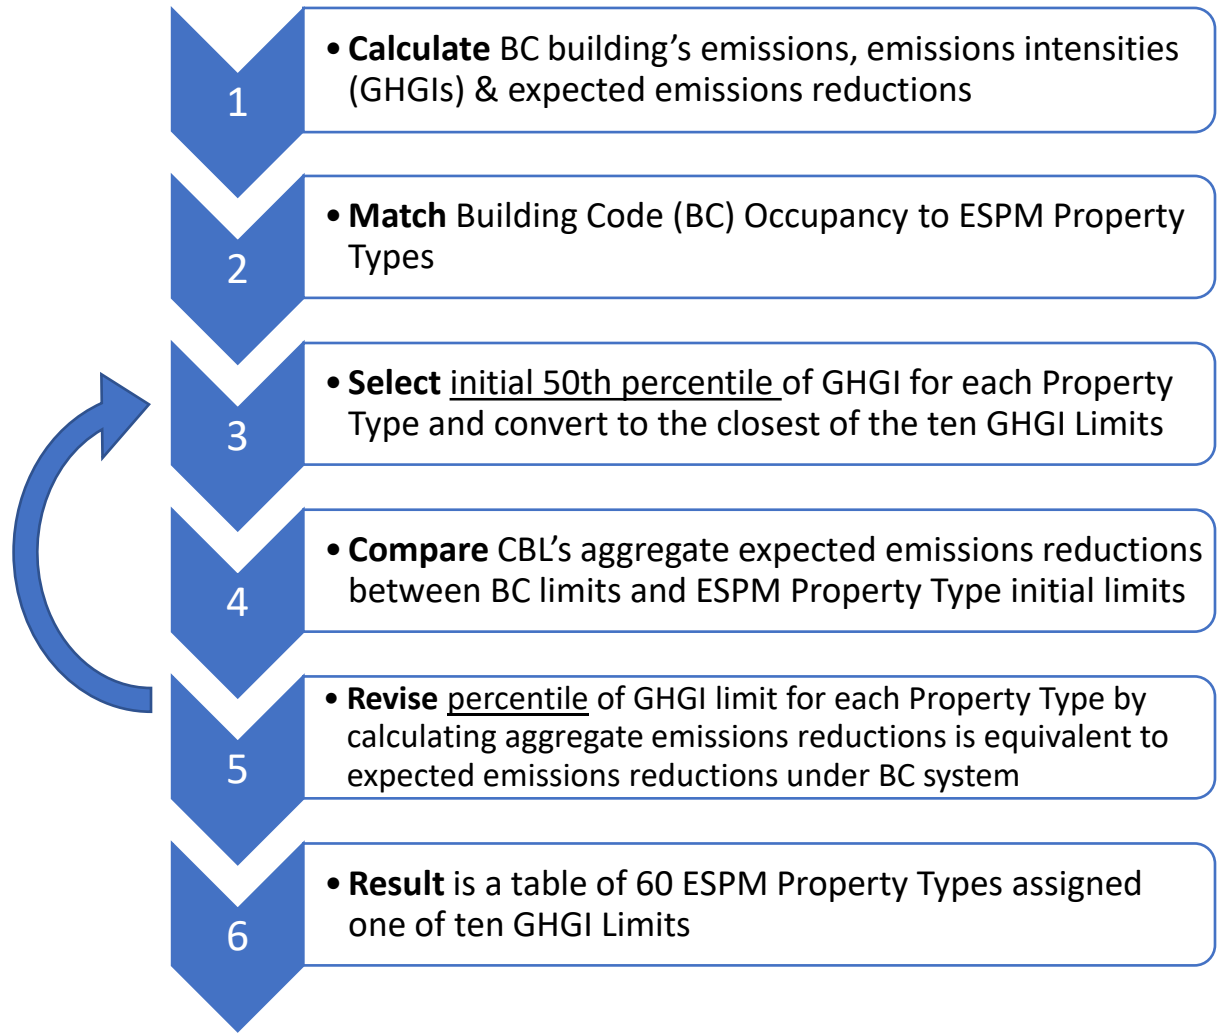 1
• Calculate BC building’s emissions, emissions intensities
(GHGIs) & expected emissions reductions
2
• Match Building Code (BC) Occupancy to ESPM Property
Types
3
• Select initial 50th percentile of GHGI for each Property
Type and convert to the closest of the ten GHGI Limits
4
• Compare CBL’s aggregate expected emissions reductions
between BC limits and ESPM Property Type initial limits
5
• Revise percentile of GHGI limit for each Property Type by
calculating aggregate emissions reductions is equivalent to
expected emissions reductions under BC system
6
• Result is a table of 60 ESPM Property Types assigned
one of ten GHGI Limits